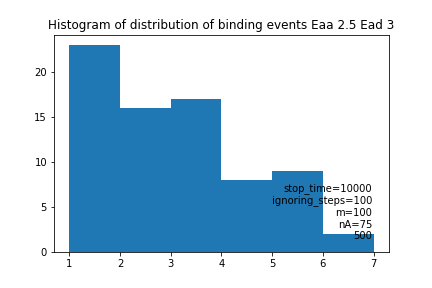 Histogram of distribution of binding events Eaa 2.5 Ead 3
20
15
10
5
0
stop_time=10000
ignoring_steps=100
m=100
nA=75
500
1 2 3 4 5 6 7